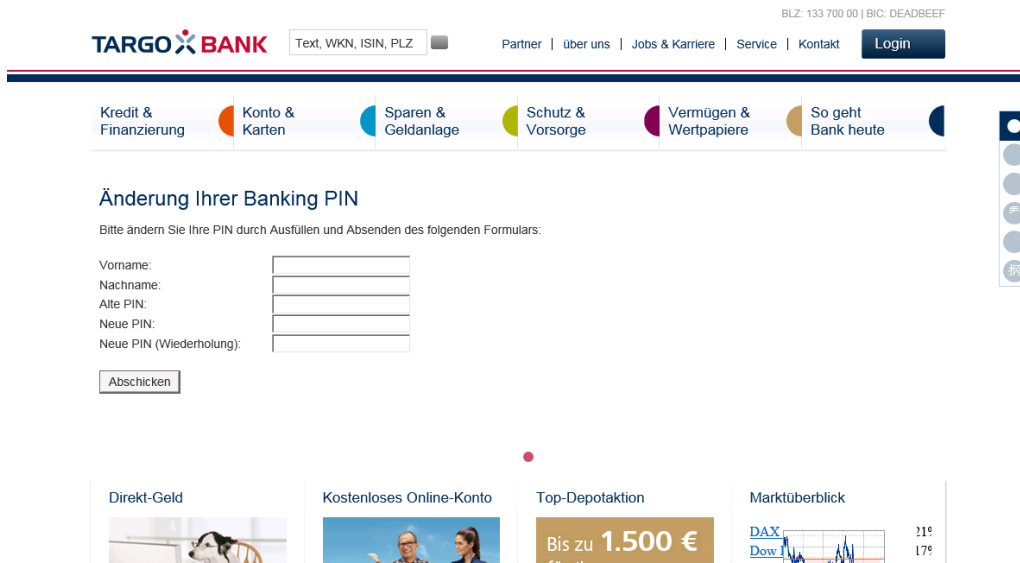 BLZ: 133 700 00 | BIC: DEADBEEF
TARGO BANK
Text, WKN, ISIN, PLZ
Partner | über uns | Jobs & Karriere | Service | Kontakt
Login
Kredit & Finanzierung
Konto & Karten
Sparen & Geldanlage
Schutz & Vorsorge
Vermögen & Wertpapiere
So geht Bank heute
Änderung Ihrer Banking PIN
Bitte ändern Sie Ihre PIN durch Ausfüllen und Absenden des folgenden Formulars:
Vorname:
Nachname:
Alte PIN:
Neue PIN:
Neue PIN (Wiederholung):
Abschicken
Direkt-Geld
Kostenloses Online-Konto
Top-Depotaktion
Marktüberblick
Bis zu 1.500 €
DAX
Dow